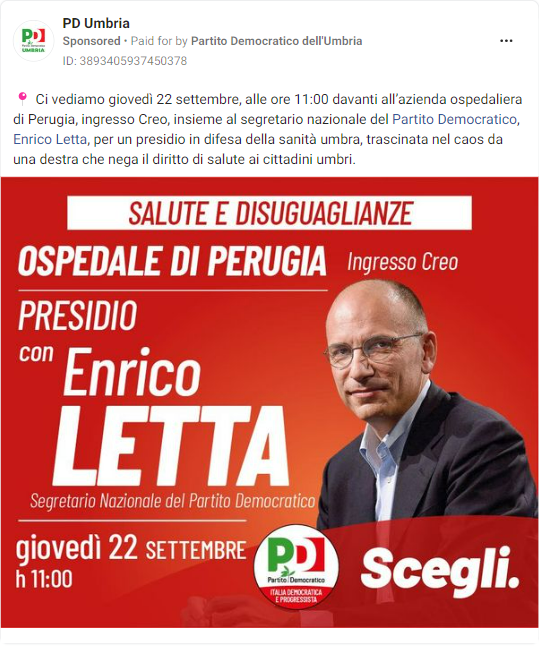 PD Umbria
Sponsored • Paid for by Partito Democratico dell'Umbria
ID: 3893405937450378
Ci vediamo giovedì 22 settembre, alle ore 11:00 davanti all'azienda ospedaliera
di Perugia, ingresso Creo, insieme al segretario nazionale del Partito Democratico,
Enrico Letta, per un presidio in difesa della sanità umbra, trascinata nel caos da
una destra che nega il diritto di salute ai cittadini umbri.
SALUTE E DISUGUAGLIANZE
OSPEDALE DI PERUGIA Ingresso Creo
PRESIDIO
con Enrico
LETTA
Segretario Nazionale del Partito Democratico
giovedì 22 SETTEMBRE
h 11:00
PD
Partito Democratico
ITALIA DEMOCRATICA
E PROGRESSISTA
Scegli.